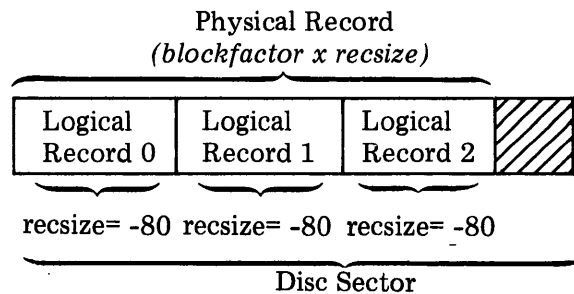 Physical Record
(blockfactor x recsize)
Logical Logical Logical
Record 0 Record 1 Record 2
recsize= -80 recsize= -80 recsize= -80
Disc Sector